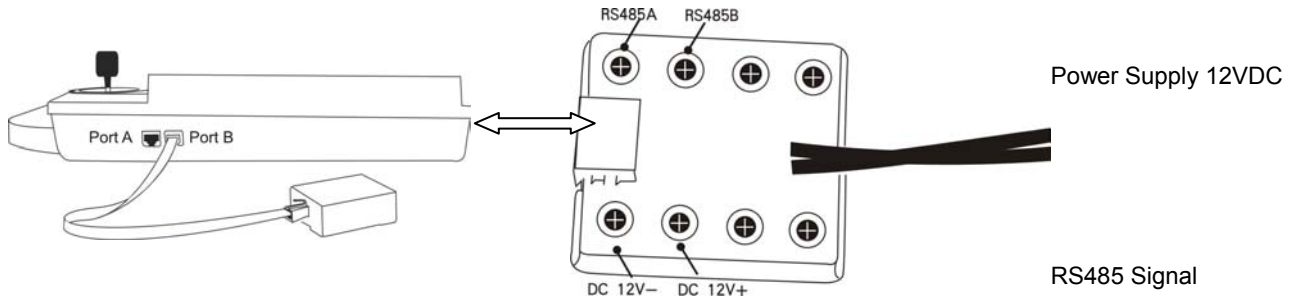 RS485A RS485B
Power Supply 12VDC
Port A Port B
DC 12V− DC 12V+
RS485 Signal